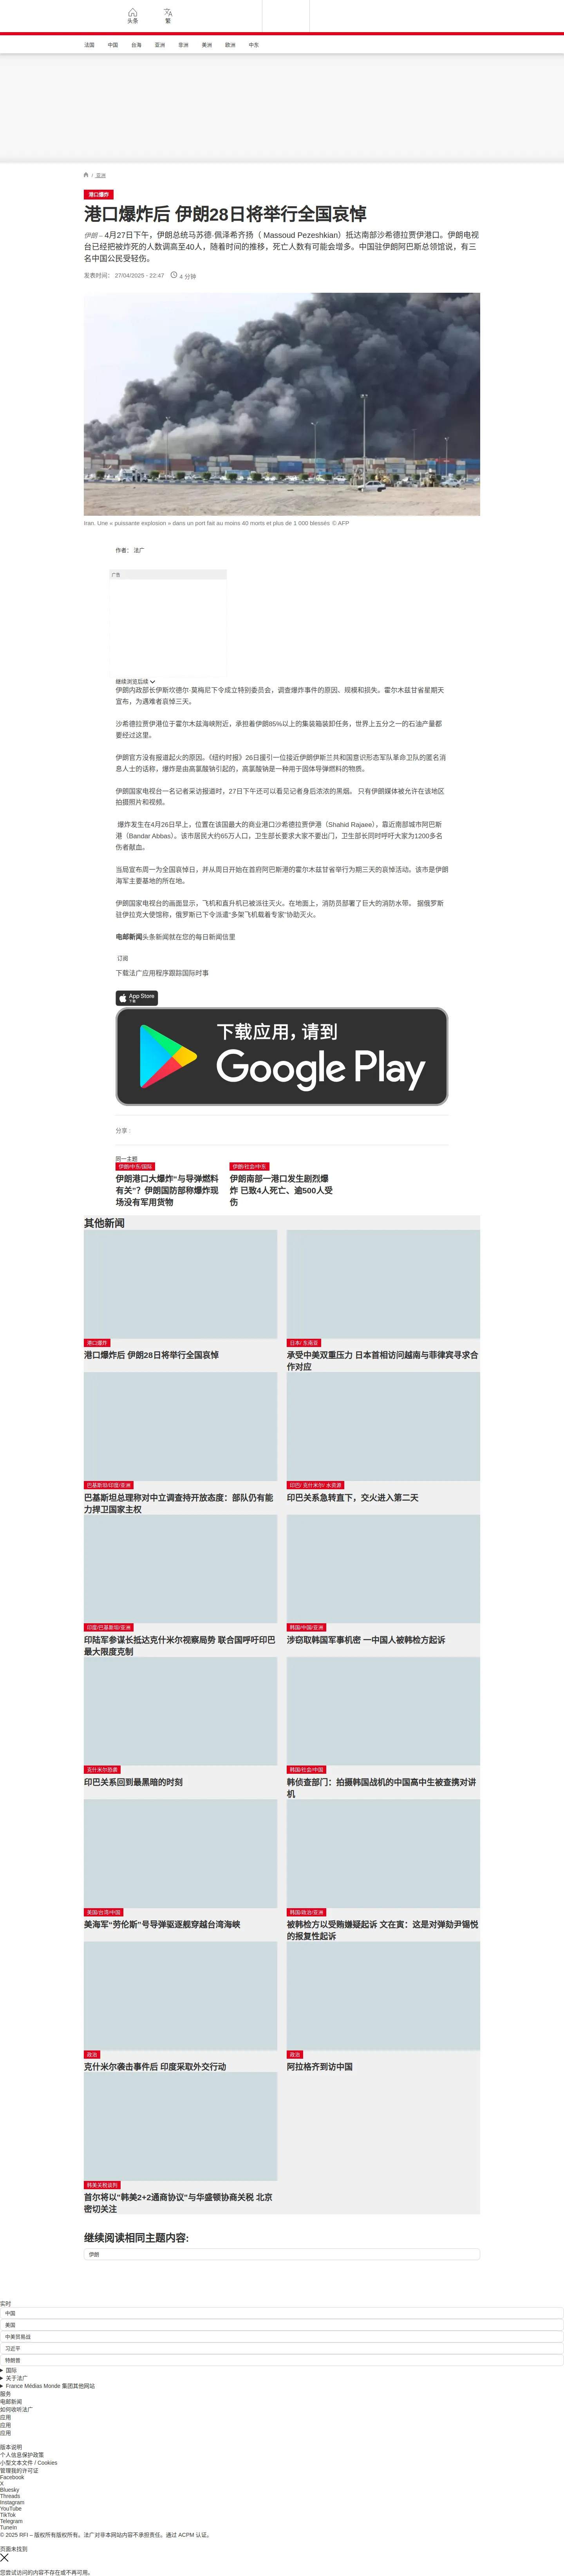 头条
繁
法国
中国
台海
亚洲
非洲
美洲
欧洲
中东
/ 亚洲
港口爆炸
港口爆炸后 伊朗28日将举行全国哀悼
伊朗 – 4月27日下午，伊朗总统马苏德·佩泽希齐扬（ Massoud Pezeshkian）抵达南部沙希德拉贾伊港口。伊朗电视
台已经把被炸死的人数调高至40人，随着时间的推移，死亡人数有可能会增多。中国驻伊朗阿巴斯总领馆说，有三
名中国公民受轻伤。
发表时间： 27/04/2025 - 22:47
4 分钟
Iran. Une « puissante explosion » dans un port fait au moins 40 morts et plus de 1 000 blessés © AFP
作者： 法广
广告
继续浏览后续
伊朗内政部长伊斯坎德尔·莫梅尼下令成立特别委员会，调查爆炸事件的原因、规模和损失。霍尔木兹甘省星期天
宣布，为遇难者哀悼三天。
沙希德拉贾伊港位于霍尔木兹海峡附近，承担着伊朗85%以上的集装箱装卸任务，世界上五分之一的石油产量都
要经过这里。
伊朗官方没有报道起火的原因。《纽约时报》26日援引一位接近伊朗伊斯兰共和国意识形态军队革命卫队的匿名消
息人士的话称，爆炸是由高氯酸钠引起的，高氯酸钠是一种用于固体导弹燃料的物质。
伊朗国家电视台一名记者采访报道时，27日下午还可以看见记者身后浓浓的黑烟。 只有伊朗媒体被允许在该地区
拍摄照片和视频。
爆炸发生在4月26日早上，位置在该国最大的商业港口沙希德拉贾伊港（Shahid Rajaee），靠近南部城市阿巴斯
港（Bandar Abbas）。该市居民大约65万人口，卫生部长要求大家不要出门，卫生部长同时呼吁大家为1200多名
伤者献血。
当局宣布周一为全国哀悼日，并从周日开始在首府阿巴斯港的霍尔木兹甘省举行为期三天的哀悼活动。该市是伊朗
海军主要基地的所在地。
伊朗国家电视台的画面显示，飞机和直升机已被派往灭火。在地面上，消防员部署了巨大的消防水带。 据俄罗斯
驻伊拉克大使馆称，俄罗斯已下令派遣“多架飞机载着专家”协助灭火。
电邮新闻头条新闻就在您的每日新闻信里
订阅
下载法广应用程序跟踪国际时事
App Store
下载
下载应用, 请到
Google Play
分享 :
同一主题
伊朗/中东/国际
伊朗港口大爆炸"与导弹燃料
有关"？伊朗国防部称爆炸现
场没有军用货物
伊朗/社会/中东
伊朗南部一港口发生剧烈爆
炸 已致4人死亡、逾500人受
伤
其他新闻
港口爆炸
港口爆炸后 伊朗28日将举行全国哀悼
日本/ 东南亚
承受中美双重压力 日本首相访问越南与菲律宾寻求合
作对应
巴基斯坦/印度/亚洲
巴基斯坦总理称对中立调查持开放态度：部队仍有能
力捍卫国家主权
印巴/ 克什米尔/ 水资源
印巴关系急转直下，交火进入第二天
印度/巴基斯坦/亚洲
印陆军参谋长抵达克什米尔视察局势 联合国呼吁印巴
最大限度克制
韩国/中国/亚洲
涉窃取韩国军事机密 一中国人被韩检方起诉
克什米尔恐袭
印巴关系回到最黑暗的时刻
韩国/社会/中国
韩侦查部门：拍摄韩国战机的中国高中生被查携对讲
机
美国/台湾/中国
美海军"劳伦斯"号导弹驱逐舰穿越台湾海峡
韩国/政治/亚洲
被韩检方以受贿嫌疑起诉 文在寅：这是对弹劾尹锡悦
的报复性起诉
政治
克什米尔袭击事件后 印度采取外交行动
政治
阿拉格齐到访中国
韩美关税谈判
首尔将以"韩美2+2通商协议"与华盛顿协商关税 北京
密切关注
继续阅读相同主题内容:
伊朗
实时
中国
美国
中美贸易战
习近平
特朗普
国际
关于法广
France Médias Monde 集团其他网站
服务
电邮新闻
如何收听法广
应用
应用
应用
版本说明
个人信息保护政策
小型文本文件 / Cookies
管理我的许可证
Facebook
X
Bluesky
Threads
Instagram
YouTube
TikTok
Telegram
TuneIn
© 2025 RFI – 版权所有版权所有。法广对非本网站内容不承担责任。通过 ACPM 认证。
页面未找到
您尝试访问的内容不存在或不再可用。